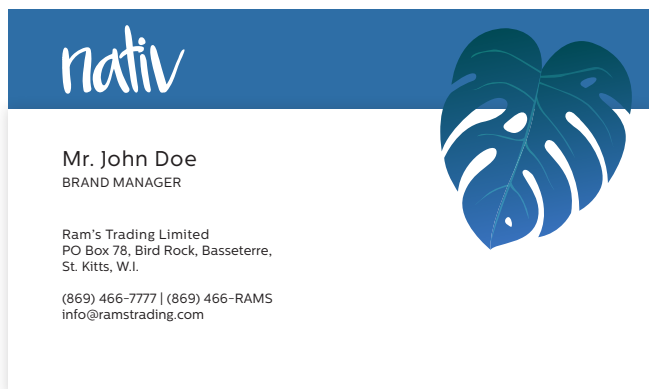 nativ
Mr. John Doe
BRAND MANAGER
Ram's Trading Limited
PO Box 78, Bird Rock, Basseterre,
St. Kitts, W.I.
(869) 466-7777 | (869) 466-RAMS
info@ramstrading.com